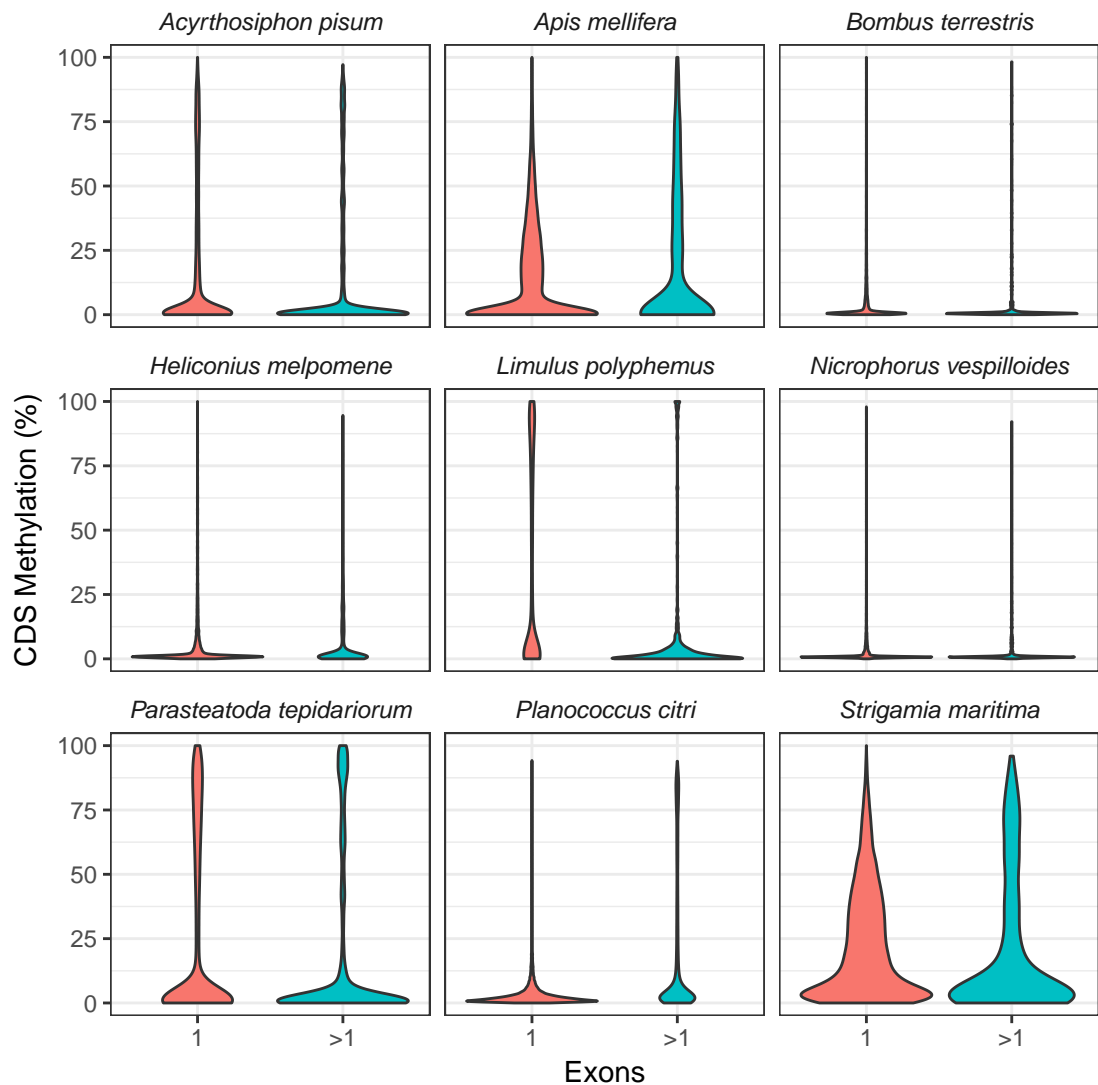 Acyrthosiphon pisum
Apis mellifera
Bombus terrestris
100
75
50
25
0
Heliconius melpomene
Limulus polyphemus
Nicrophorus vespilloides
100
75
50
25
0
CDS Methylation (%)
Parasteatoda tepidariorum
Planococcus citri
Strigamia maritima
100
75
50
25
0
1
>1
1
>1
1
>1
Exons